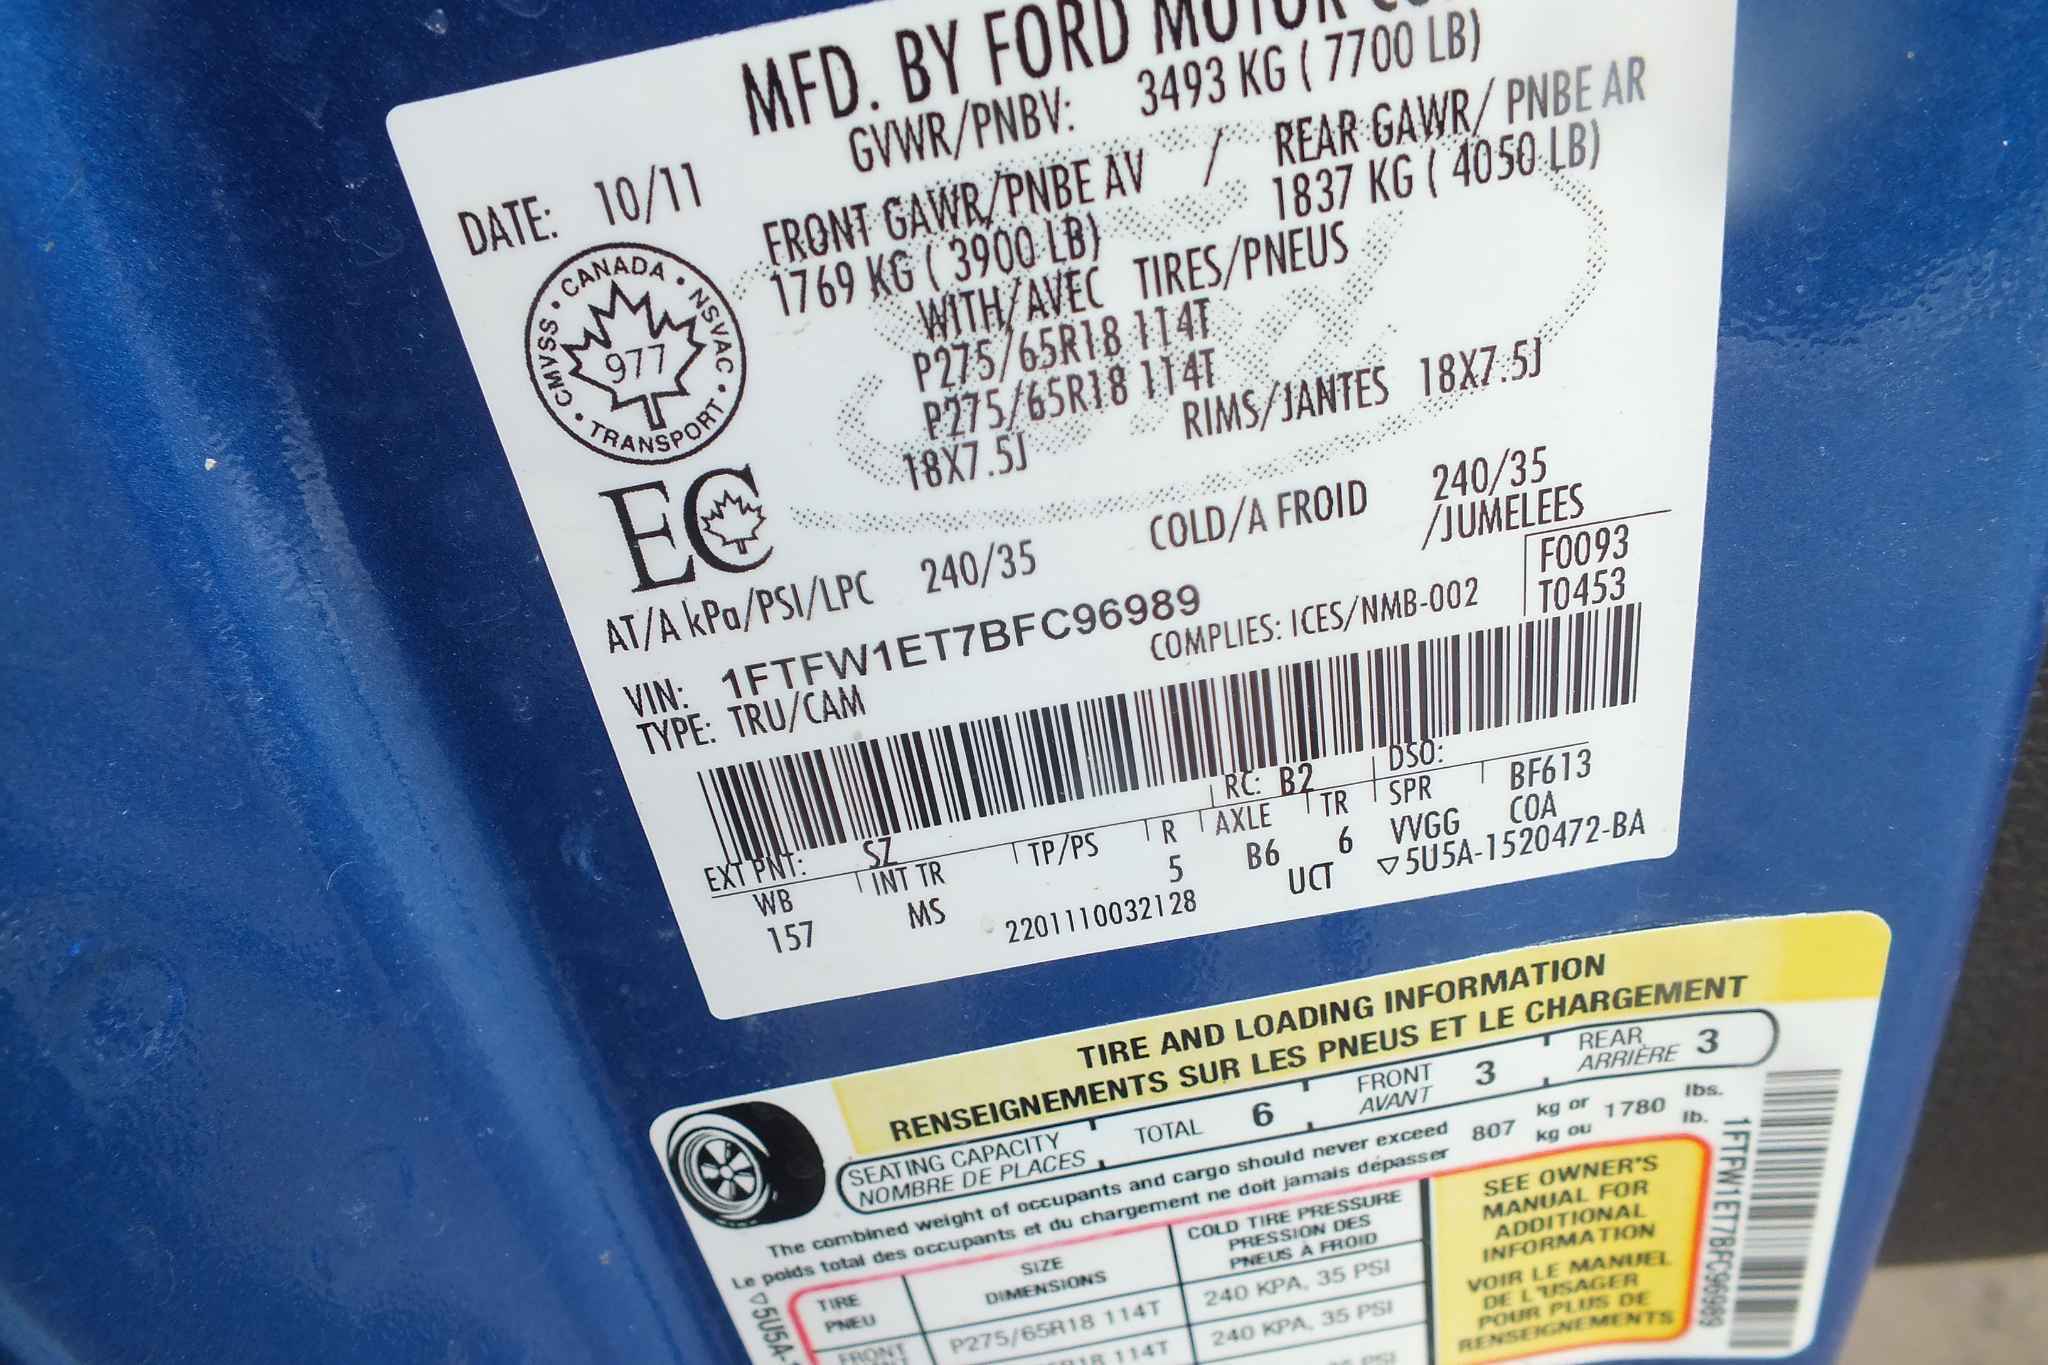 MFD. BY FORD MOTOR CO
GVWR/PNBV: 3493 KG ( 7700 LB)
DATE: 10/11
FRONT GAWR/PNBE AV / REAR GAWR/ PNBE AR
1769 KG ( 3900 LB) 1837 KG ( 4050 LB)
WITH/AVEC TIRES/PNEUS
P275/65R18 114T
P275/65R18 114T
18X7.5J RIMS/JANTES 18X7.5J
CANADA • NSVAC • TRANSPORT • CMVSS •
977
EC
AT/A kPa/PSI/LPC 240/35 COLD/A FROID 240/35
/JUMELEES
F0093
T0453
VIN: 1FTFW1ET7BFC96989
COMPLIES: ICES/NMB-002
TYPE: TRU/CAM
EXT PNT: SZ RC: B2 DSO:
WB INT TR TP/PS R AXLE TR SPR BF613
157 MS 5 B6 6 VVGG COA
2201110032128 UCT ▽5U5A-1520472-BA
TIRE AND LOADING INFORMATION
RENSEIGNEMENTS SUR LES PNEUS ET LE CHARGEMENT
SEATING CAPACITY
NOMBRE DE PLACES
TOTAL 6
FRONT
AVANT
3
REAR
ARRIÈRE
3
The combined weight of occupants and cargo should never exceed 807 kg or 1780 lbs.
Le poids total des occupants et du chargement ne doit jamais dépasser kg ou lb.
TIRE
PNEU
SIZE
DIMENSIONS
COLD TIRE PRESSURE
PRESSION DES
PNEUS À FROID
FRONT
P275/65R18 114T
240 KPA, 35 PSI
R18 114T
240 KPA, 35 PSI
PSI
SEE OWNER'S
MANUAL FOR
ADDITIONAL
INFORMATION
VOIR LE MANUEL
DE L'USAGER
POUR PLUS DE
RENSEIGNEMENTS
1FTFW1ET7BFC96989
▽5U5A-